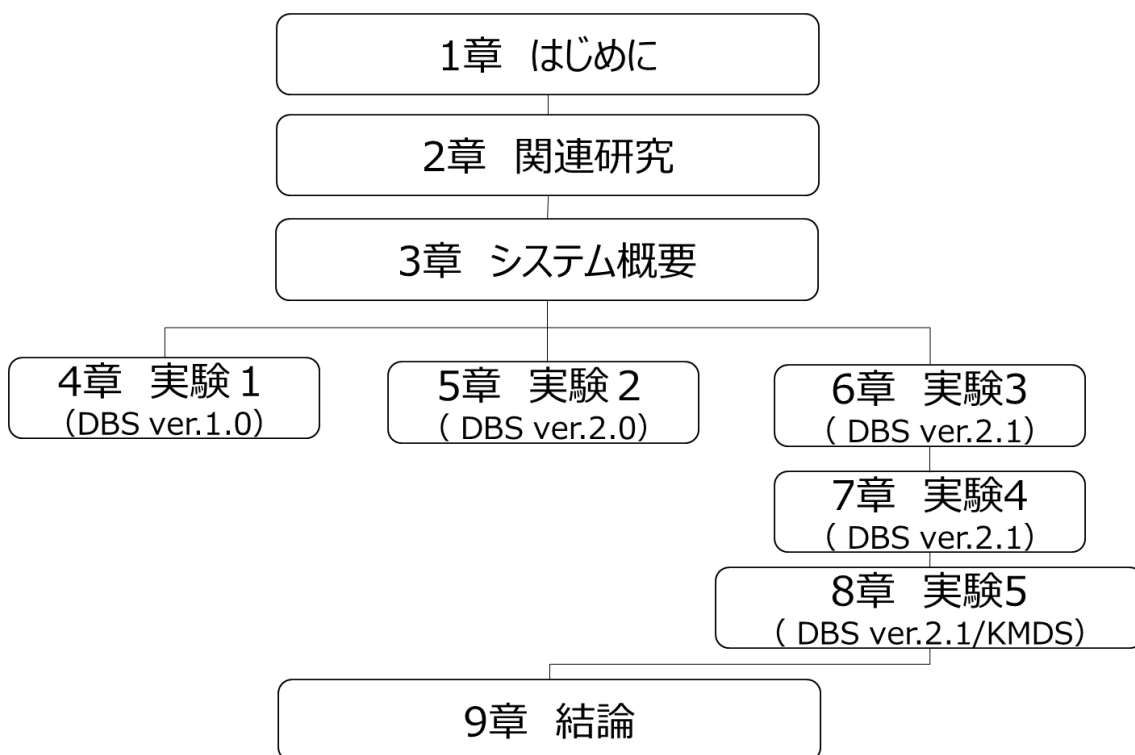 1章 はじめに
2章 関連研究
3章 システム概要
4章 実験１
（DBS ver.1.0）
5章 実験２
（ DBS ver.2.0）
6章 実験3
（ DBS ver.2.1）
7章 実験4
（ DBS ver.2.1）
8章 実験5
（ DBS ver.2.1/KMDS）
9章 結論